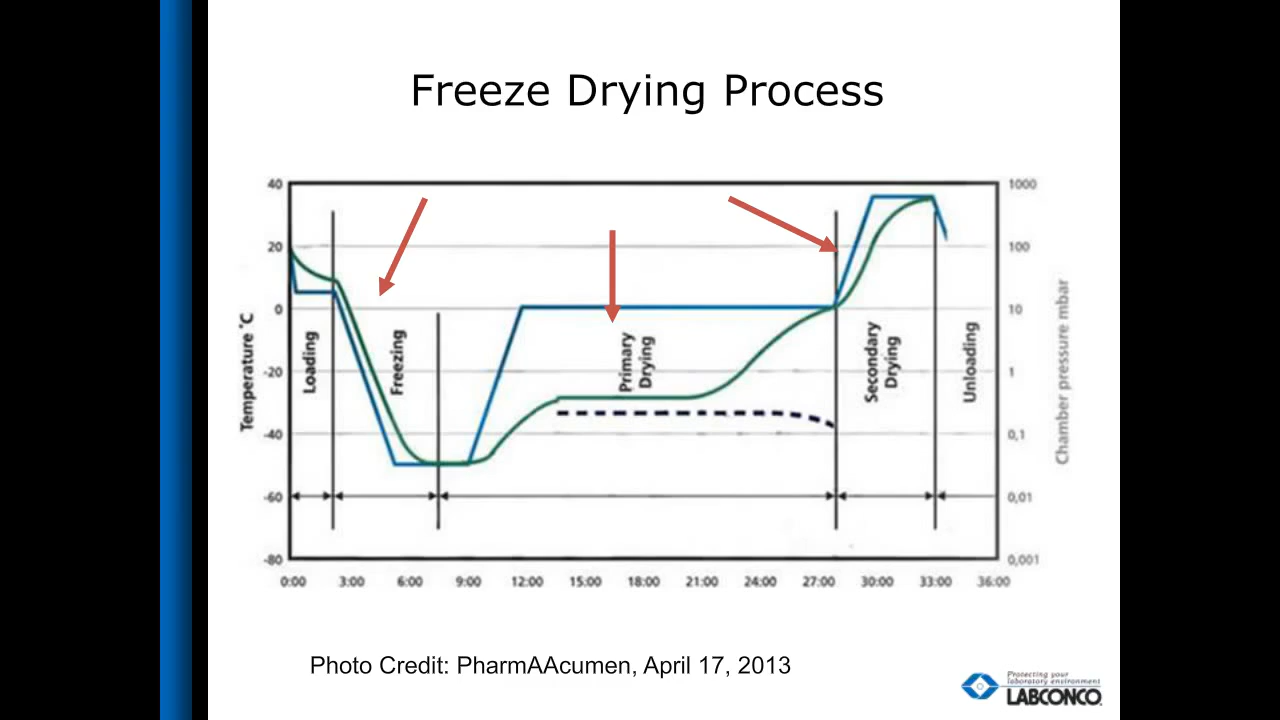 Freeze Drying Process
40
20
0
-20
-40
-60
-80
Temperature °C
1000
100
10
1
0,1
0,01
0,001
Chamber pressure mbar
Loading
Freezing
Primary
Drying
Secondary
Drying
Unloading
0:00 3:00 6:00 9:00 12:00 15:00 18:00 21:00 24:00 27:00 30:00 33:00 36:00
Photo Credit: PharmAAcumen, April 17, 2013
Protecting your
laboratory environment
LABCONCO